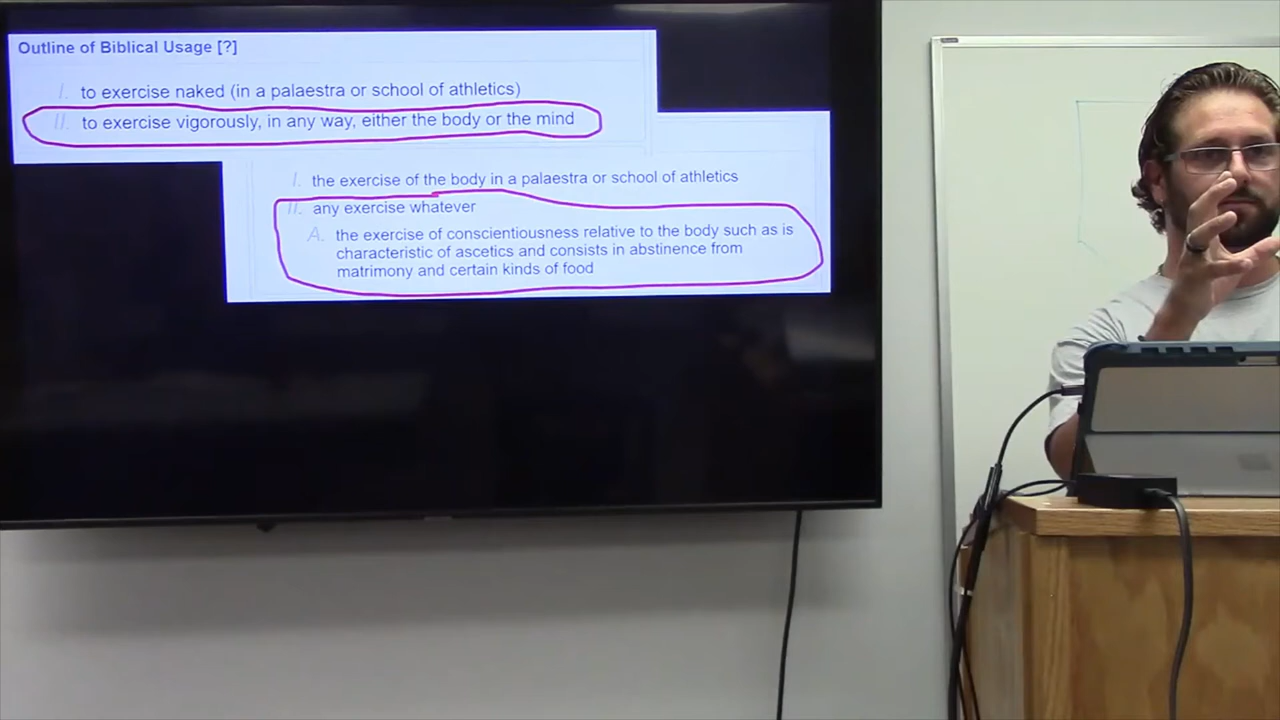 Outline of Biblical Usage [?]
I. to exercise naked (in a palaestra or school of athletics)
II. to exercise vigorously, in any way, either the body or the mind
I. the exercise of the body in a palaestra or school of athletics
II. any exercise whatever
A. the exercise of conscientiousness relative to the body such as is
characteristic of ascetics and consists in abstinence from
matrimony and certain kinds of food